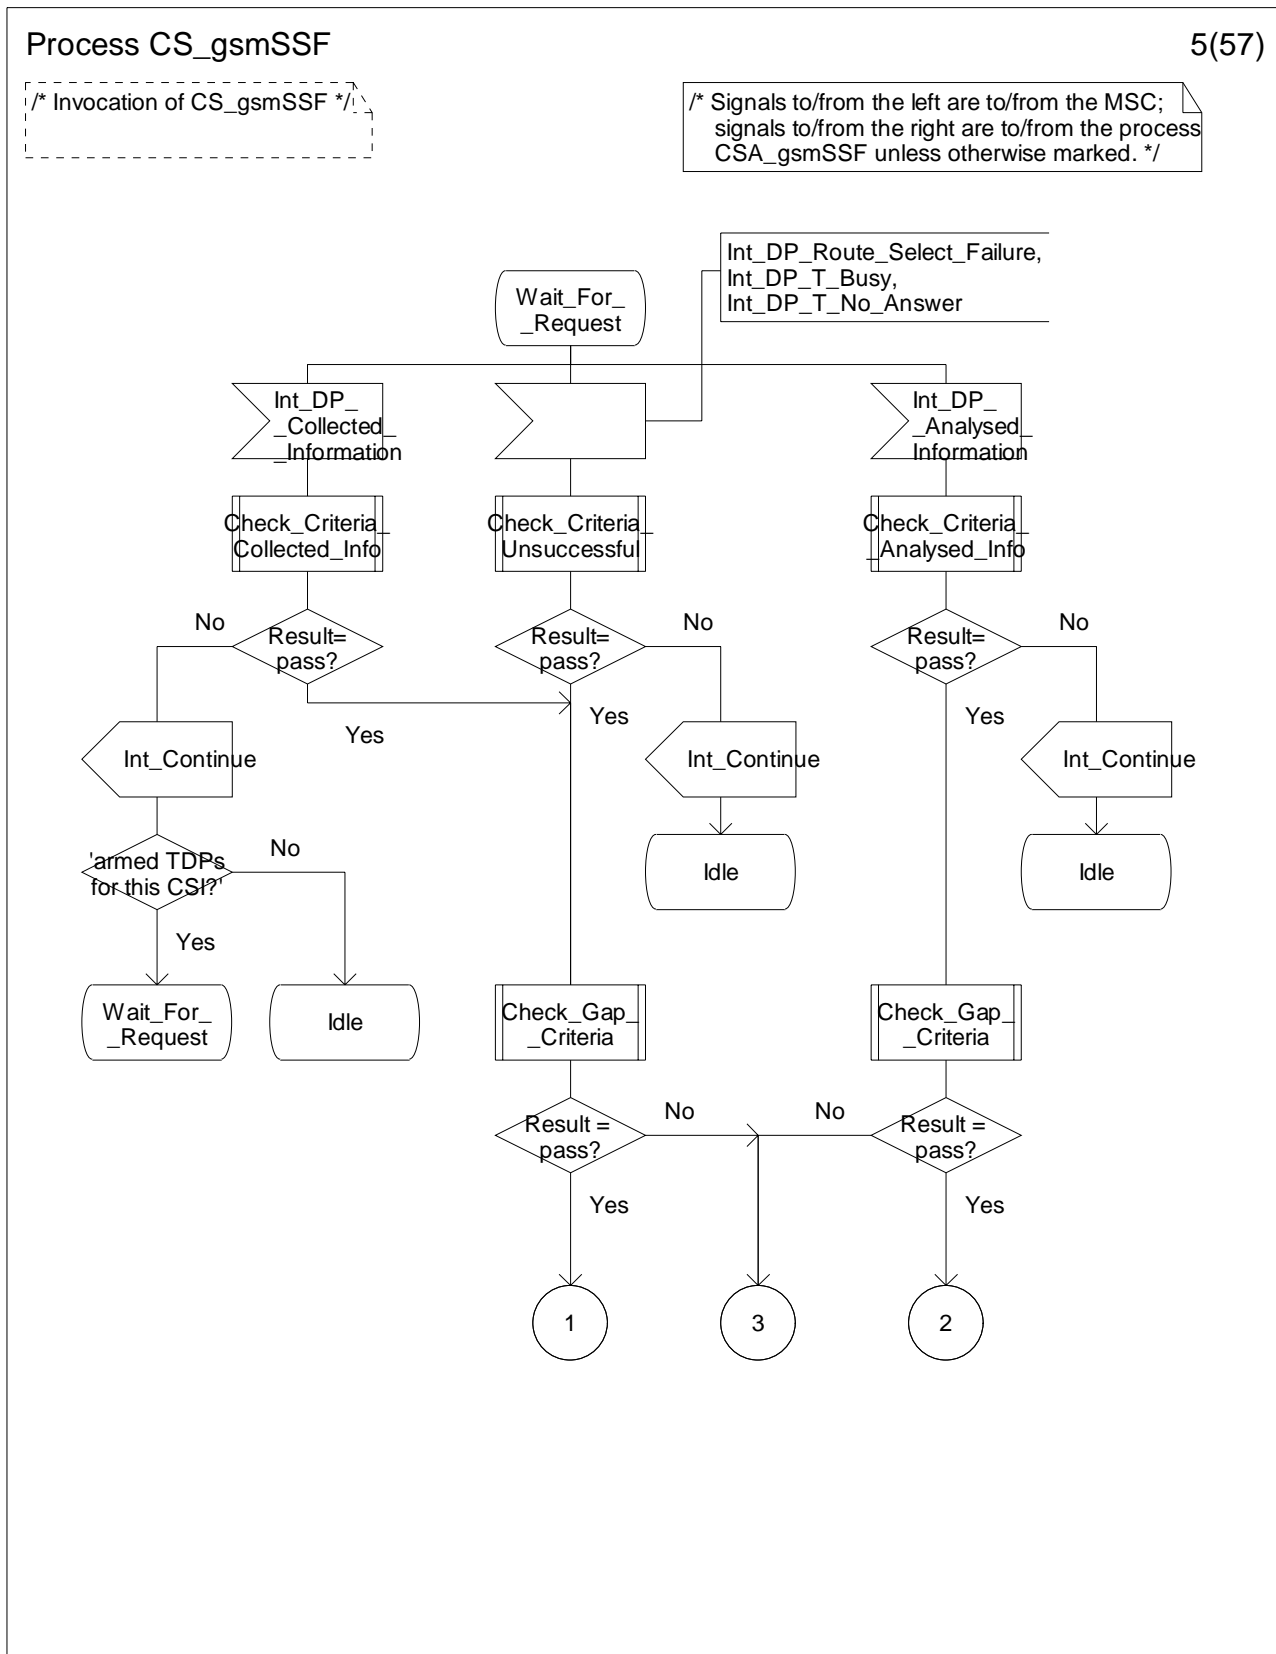 Process CS_gsmSSF
5(57)
/* Invocation of CS_gsmSSF */
/* Signals to/from the left are to/from the MSC;
signals to/from the right are to/from the process
CSA_gsmSSF unless otherwise marked. */
Int_DP_Route_Select_Failure,
Int_DP_T_Busy,
Int_DP_T_No_Answer
Wait_For_
_Request
Int_DP_
_Collected_
_Information
Int_DP_
_Analysed_
Information
Check_Criteria_
Collected_Info
Check_Criteria_
Unsuccessful
Check_Criteria_
_Analysed_Info
No
Result=
pass?
Result=
pass?
No
Result=
pass?
No
Yes
Yes
Yes
Int_Continue
Int_Continue
Int_Continue
'armed TDPs
for this CSI?'
No
Idle
Idle
Yes
Wait_For_
_Request
Idle
Check_Gap_
_Criteria
Check_Gap_
_Criteria
Result =
pass?
No
No
Result =
pass?
Yes
Yes
1
3
2